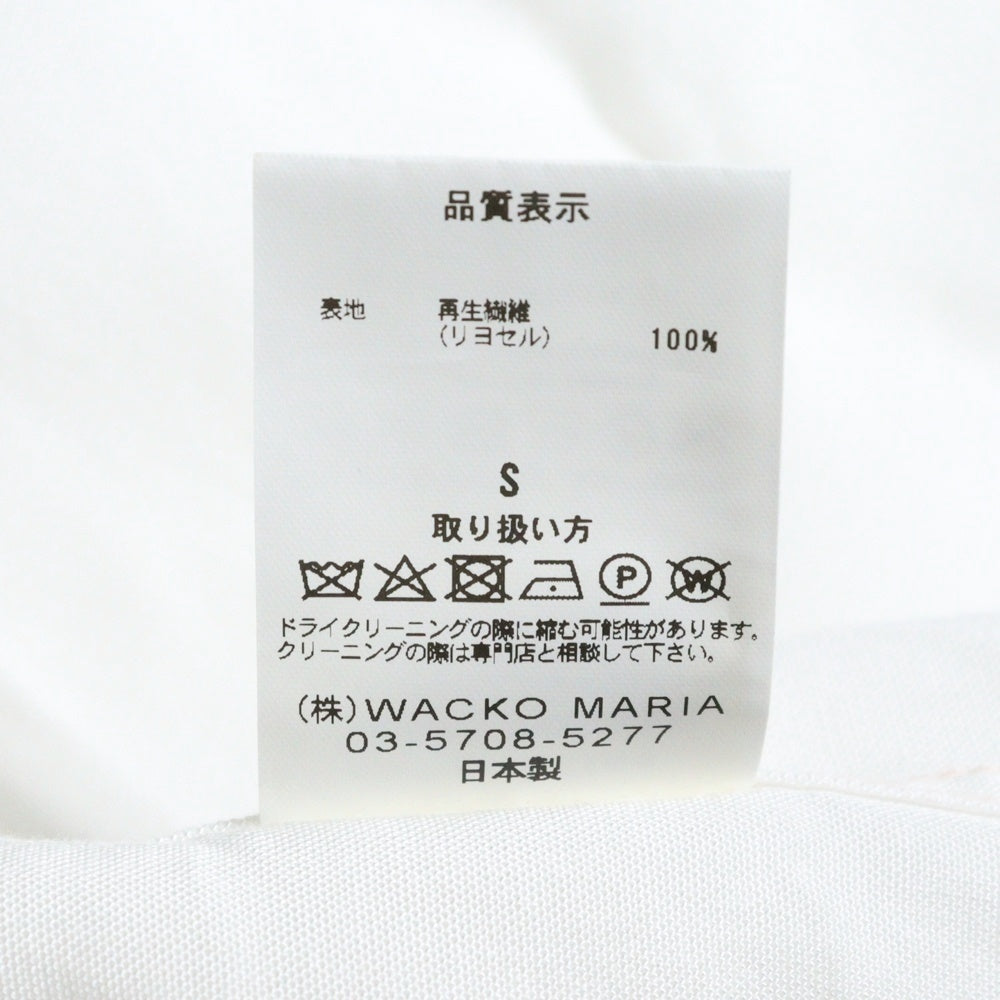 品質表示
表地 再生繊維
(リヨセル) 100%
S
取り扱い方
P W
ドライクリーニングの際に縮む可能性があります。
クリーニングの際は専門店と相談して下さい。
(株)WACKO MARIA
03-5708-5277
日本製